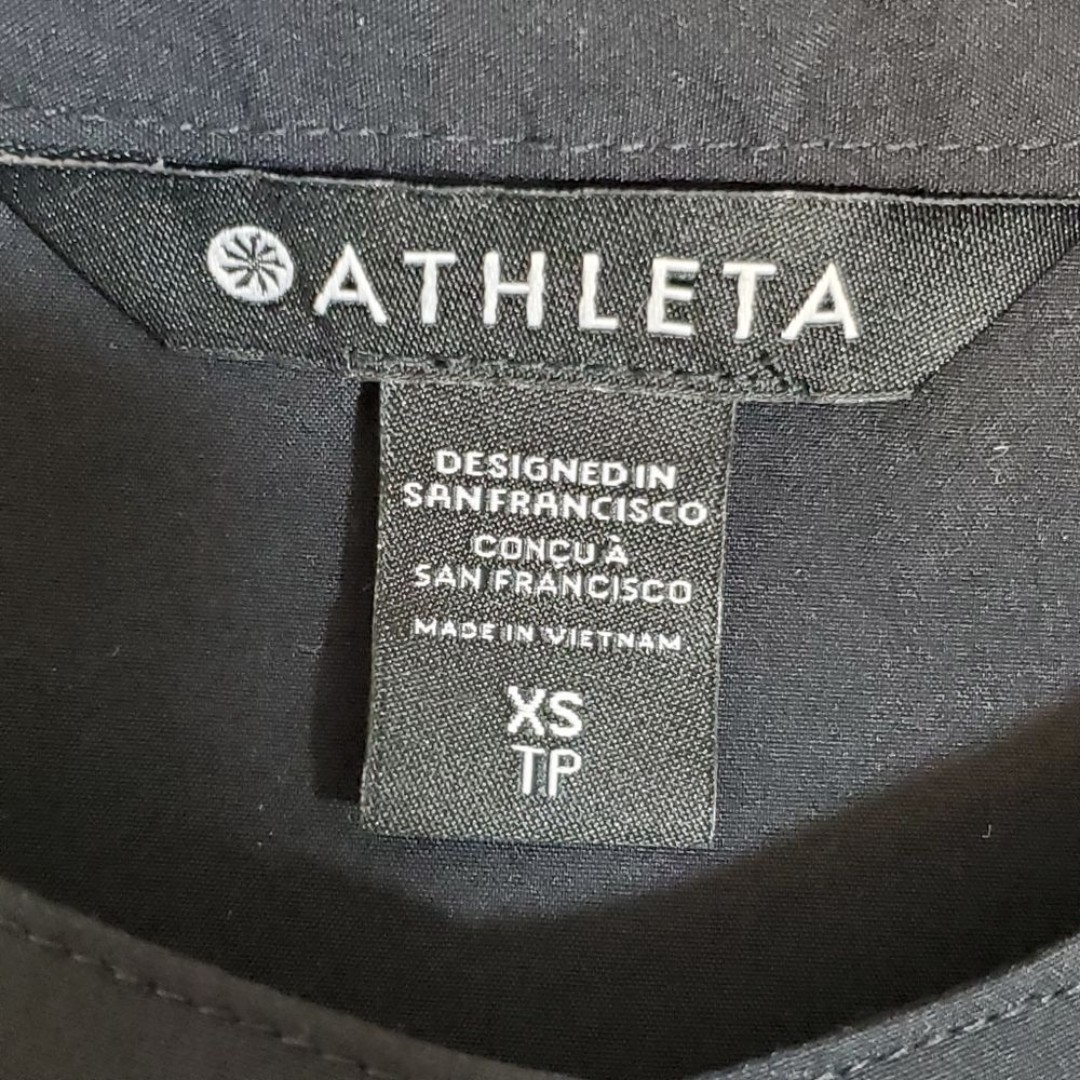 ATHLETA
DESIGNED IN
SAN FRANCISCO
CONÇU À
SAN FRANCISCO
MADE IN VIETNAM
XS
TP